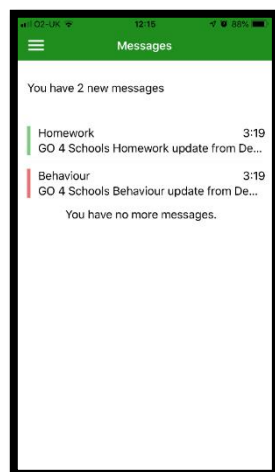 O2-UK 12:15 88%
Messages
You have 2 new messages
Homework 3:19
GO 4 Schools Homework update from De...
Behaviour 3:19
GO 4 Schools Behaviour update from De...
You have no more messages.